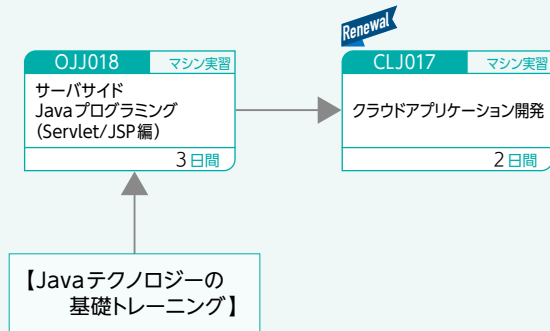 Renewal
OJJ018 マシン実習
サーバサイド
Javaプログラミング
(Servlet/JSP編)
3日間
CLJ017 マシン実習
クラウドアプリケーション開発
2日間
【Javaテクノロジーの
基礎トレーニング】